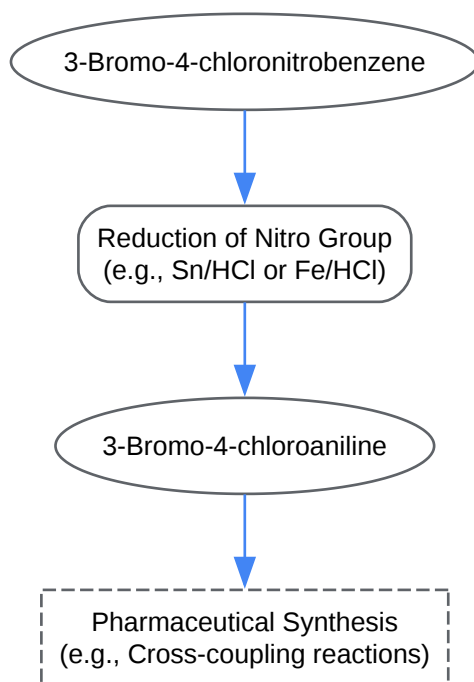 3-Bromo-4-chloronitrobenzene
Reduction of Nitro Group
(e.g., Sn/HCl or Fe/HCl)
3-Bromo-4-chloroaniline
Pharmaceutical Synthesis
(e.g., Cross-coupling reactions)